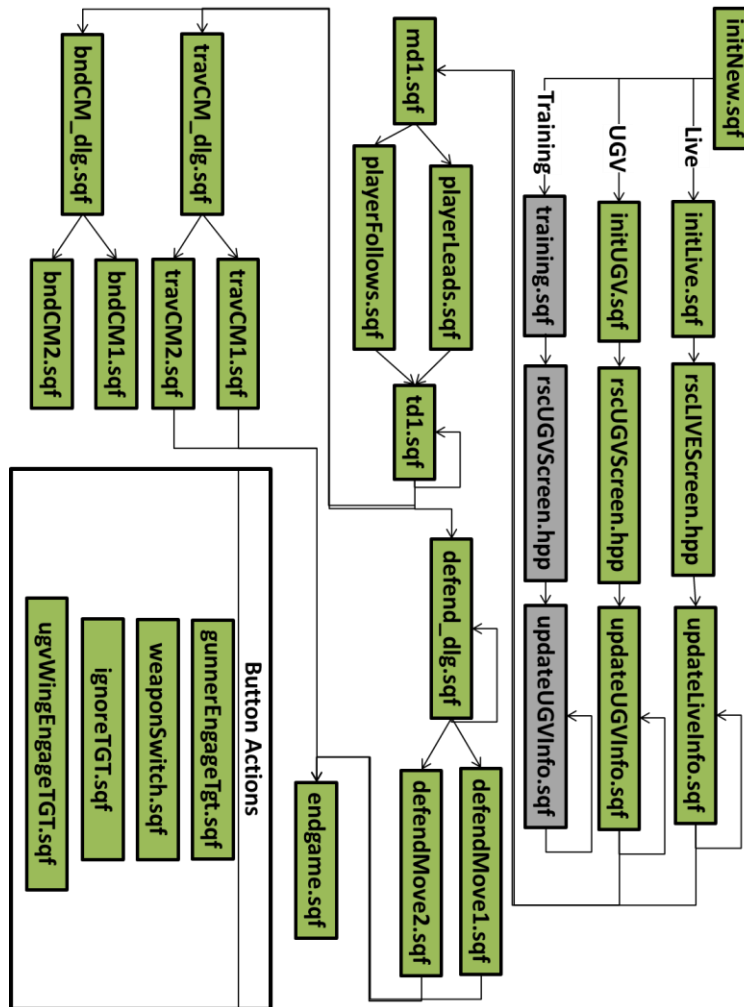 initNew.sqf
Live
initLive.sqf
rscLIVEScreen.hpp
updateLiveInfo.sqf
UGV
initUGV.sqf
rscUGVScreen.hpp
updateUGVInfo.sqf
Training
training.sqf
rscUGVScreen.hpp
updateUGVInfo.sqf
md1.sqf
playerLeads.sqf
playerFollows.sqf
td1.sqf
defend_dlg.sqf
defendMove1.sqf
defendMove2.sqf
endgame.sqf
travCM_dlg.sqf
travCM1.sqf
travCM2.sqf
bndCM_dlg.sqf
bndCM1.sqf
bndCM2.sqf
Button Actions
gunnerEngageTgt.sqf
weaponSwitch.sqf
ignoreTGT.sqf
ugvWingEngageTGT.sqf